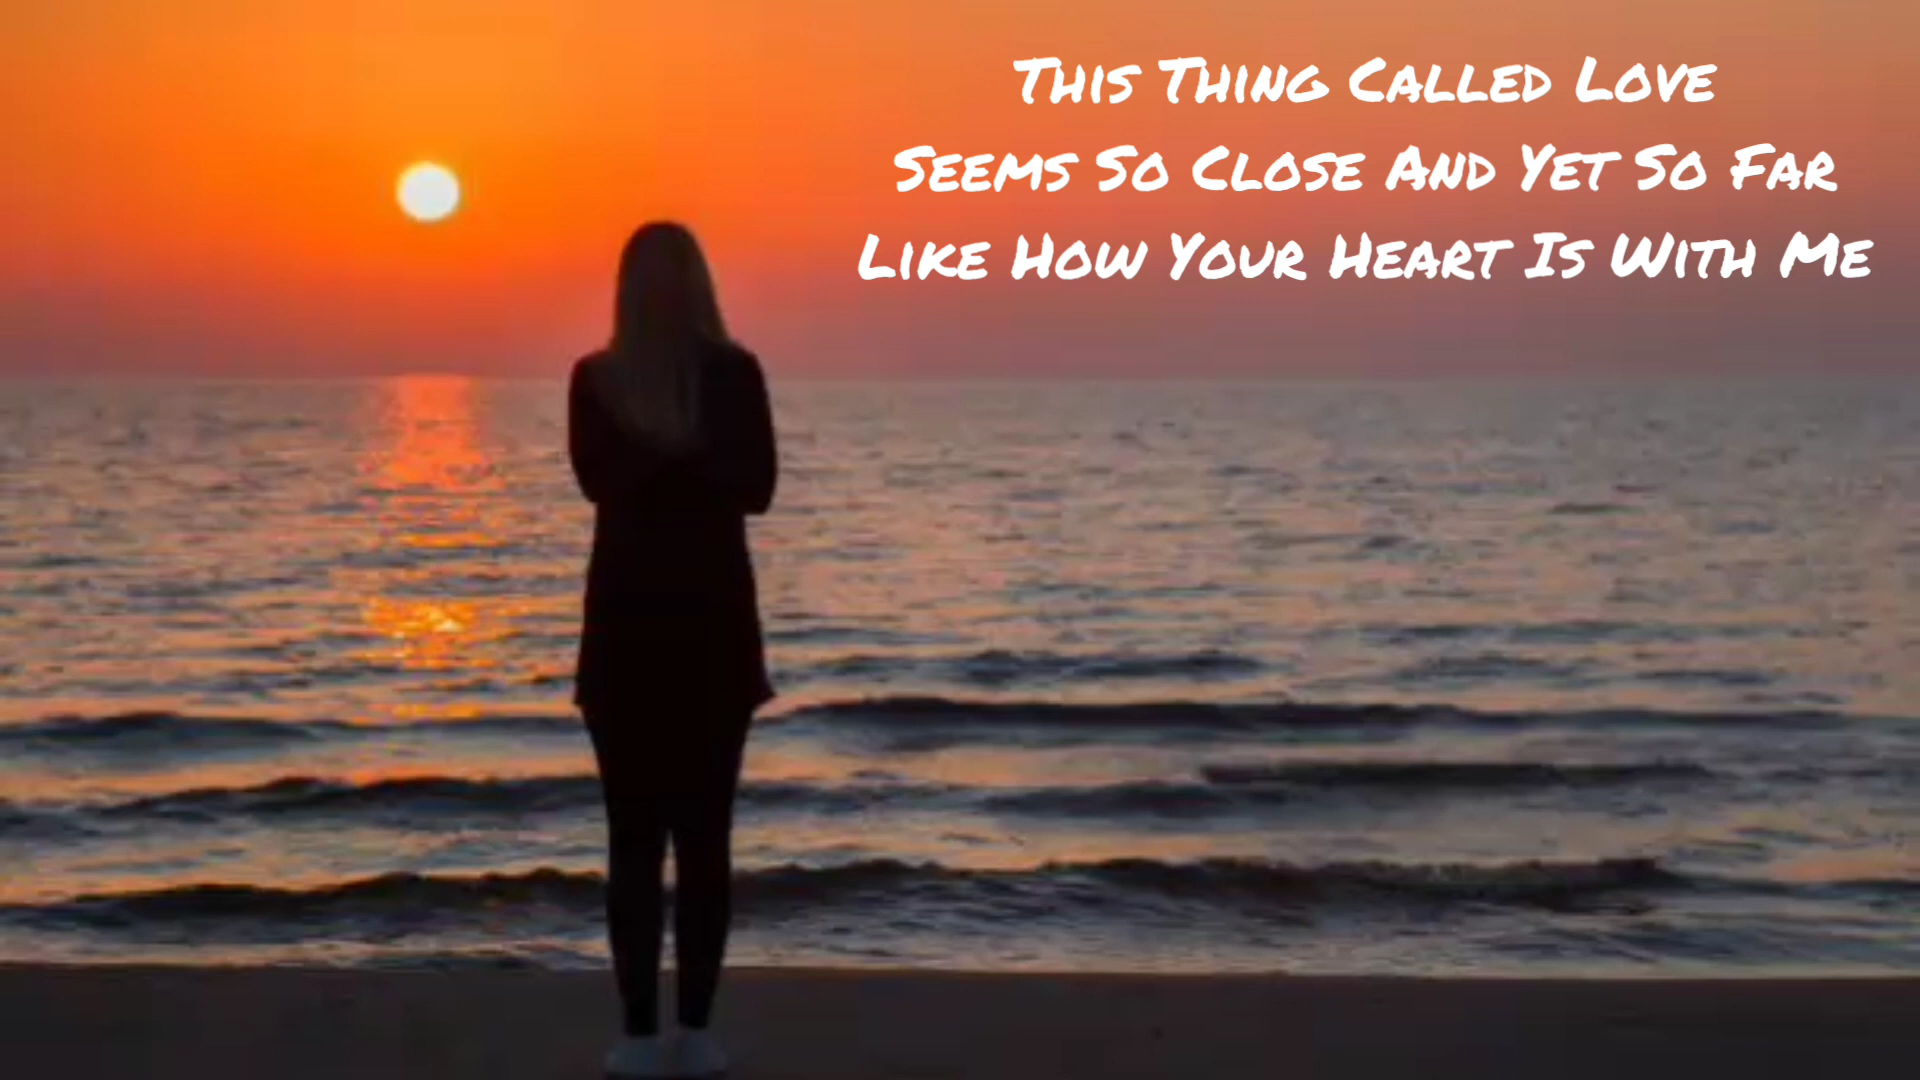 This Thing Called Love
Seems So Close And Yet So Far
Like How Your Heart Is With Me